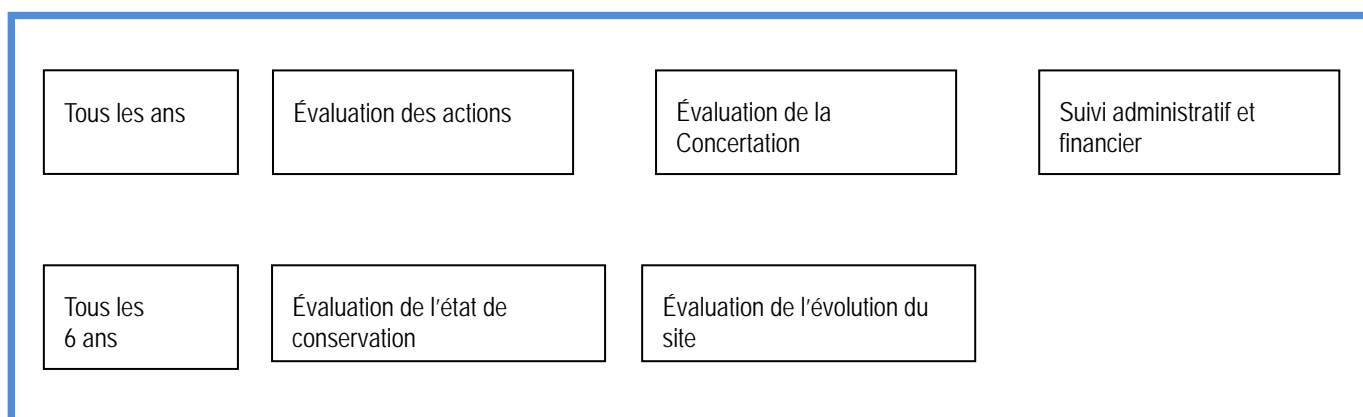 Tous les ans
Évaluation des actions
Évaluation de la
Concertation
Suivi administratif et
financier
Tous les
6 ans
Évaluation de l'état de
conservation
Évaluation de l'évolution du
site